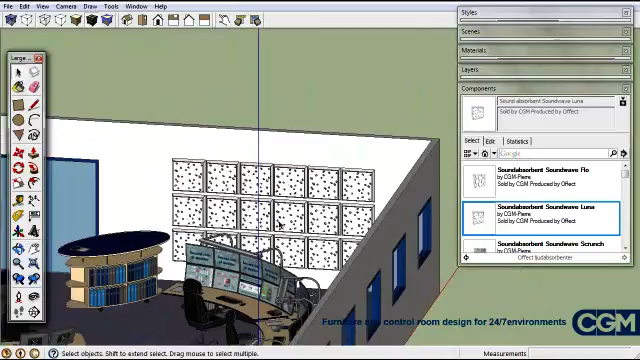 File Edit View Camera Draw Tools Window Help
Large ...
Styles
Scenes
Materials
Layers
Components
Sound absorbent Soundwave Luna
Sold by CGM Produced by Offect
Select Edit Statistics
Google
Soundabsorbent Soundwave Flo
by CGM-Pierre
Sold by CGM Produced by Offect
Soundabsorbent Soundwave Luna
by CGM-Pierre
Sold by CGM Produced by Offect
Soundabsorbent Soundwave Scrunch
by CGM-Pierre
Offect ljudabsorbenter
Furniture and control room design for 24/7environments
CGM
Select objects. Shift to extend select. Drag mouse to select multiple.
Measurements